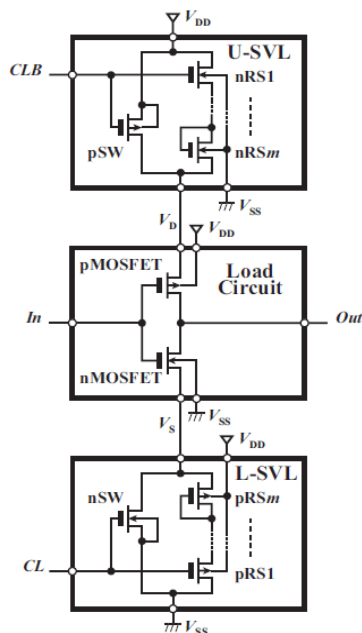 VDD
U-SVL
CLB
nRS1
pSW
nRSm
VSS
VD
VDD
pMOSFET
Load
Circuit
In
Out
nMOSFET
VSS
VS
VDD
L-SVL
nSW
pRSm
CL
pRS1
VSS